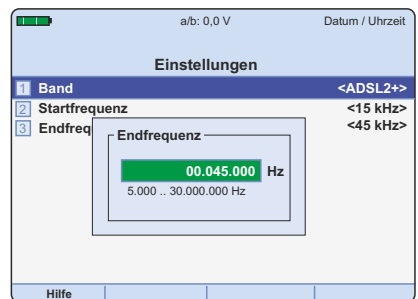 a/b: 0,0 V Datum / Uhrzeit
Einstellungen
1 Band <ADSL2+>
2 Startfrequenz <15 kHz>
3 Endfreq <45 kHz>
Endfrequenz
00.045.000 Hz
5.000 .. 30.000.000 Hz
Hilfe